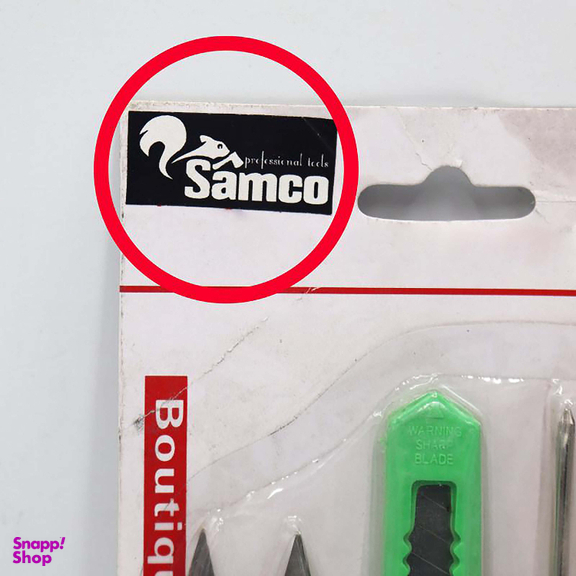 professional tools
Samco
Boutiq
WARNING
SHARP
BLADE
Snapp!
Shop